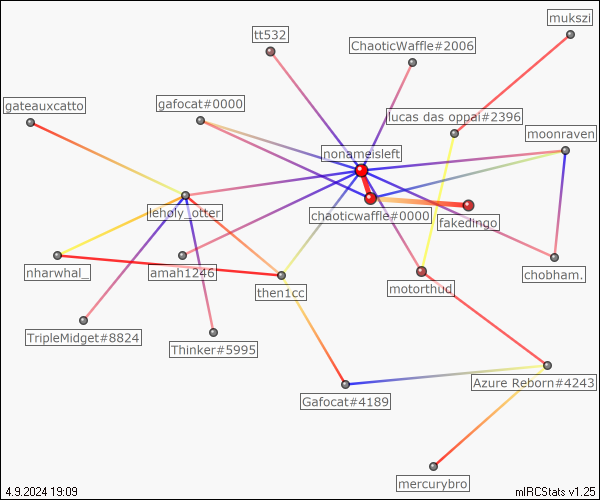 mukszi
tt532
ChaoticWaffle#2006
gateauxcatto
gafocat#0000
lucas das oppai#2396
moonraven
nonameisleft
leholy_otter
chaoticwaffle#0000
fakedingo
nharwhal_
amah1246
chobham.
then1cc
motorthud
TripleMidget#8824
Thinker#5995
Azure Reborn#4243
Gafocat#4189
mercurybro
4.9.2024 19:09
mIRCStats v1.25